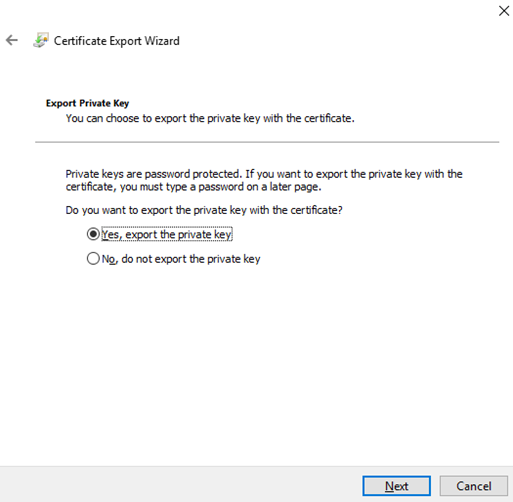 Certificate Export Wizard
Export Private Key
You can choose to export the private key with the certificate.
Private keys are password protected. If you want to export the private key with the
certificate, you must type a password on a later page.
Do you want to export the private key with the certificate?
Yes, export the private key
No, do not export the private key
Next
Cancel